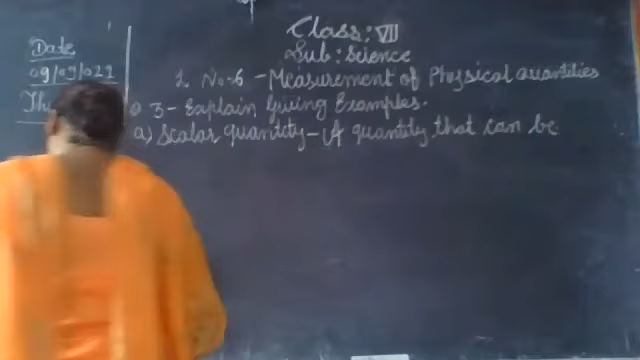 Class: VII
Sub: Science
Date
09/09/021
L No-6 - Measurement of Physical Quantities
3- Explain Giving Examples.
a) Scalar quantity - A quantity that can be